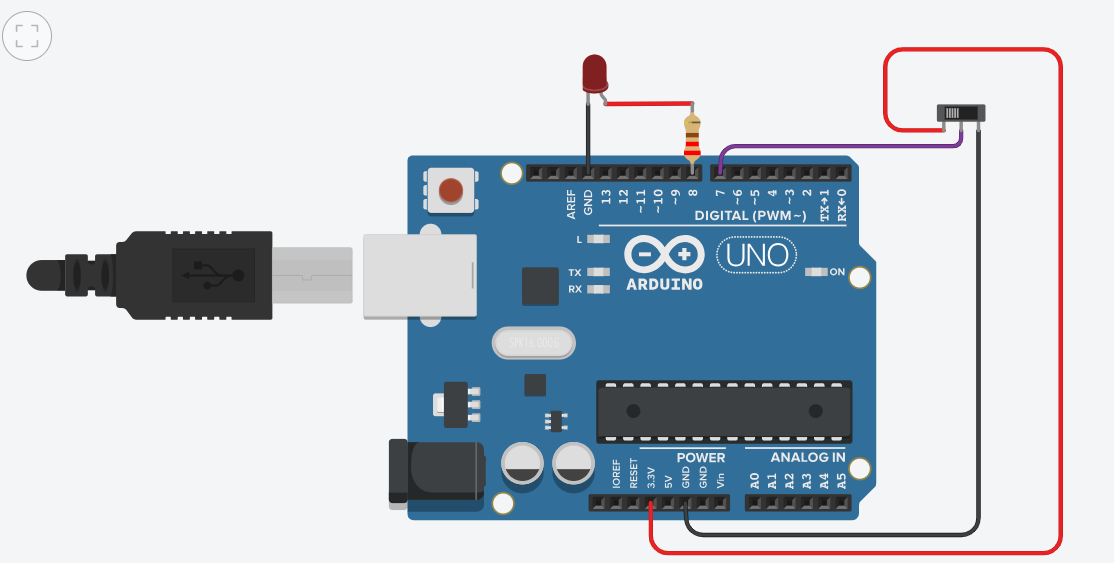 AREF
GND
13
12
~11
~10
~9
8
7
~6
~5
4
~3
2
TX→1
RX←0
DIGITAL (PWM~)
L
TX
RX
UNO
ARDUINO
ON
SPK16.000G
POWER
ANALOG IN
IOREF
RESET
3.3V
5V
GND
GND
Vin
A0
A1
A2
A3
A4
A5